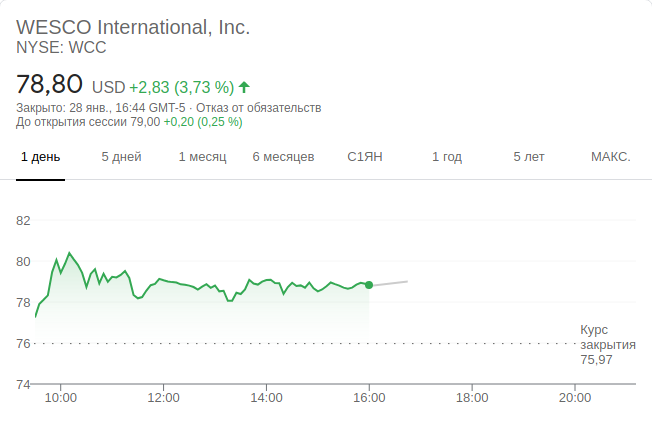 WESCO International, Inc.
NYSE: WCC
78,80 USD +2,83 (3,73 %)
Закрыто: 28 янв., 16:44 GMT-5 · Отказ от обязательств
До открытия сессии 79,00 +0,20 (0,25 %)
1 день 5 дней 1 месяц 6 месяцев С1ЯН 1 год 5 лет МАКС.
82
80
78
76
Курс
закрытия
75,97
74
10:00 12:00 14:00 16:00 18:00 20:00